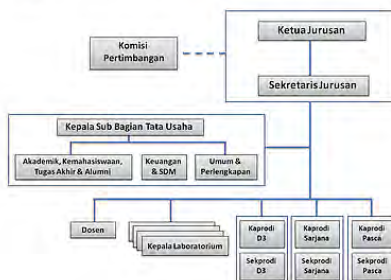 Ketua Jurusan
Komisi
Pertimbangan
Sekretaris Jurusan
Kepala Sub Bagian Tata Usaha
Akademik, Kemahasiswaan,
Tugas Akhir & Alumni
Keuangan
& SDM
Umum &
Perlengkapan
Dosen
Kepala Laboratorium
Kaprodi
D3
Sekprodi
D3
Kaprodi
Sarjana
Sekprodi
Sarjana
Kaprodi
Pasca
Sekprodi
Pasca